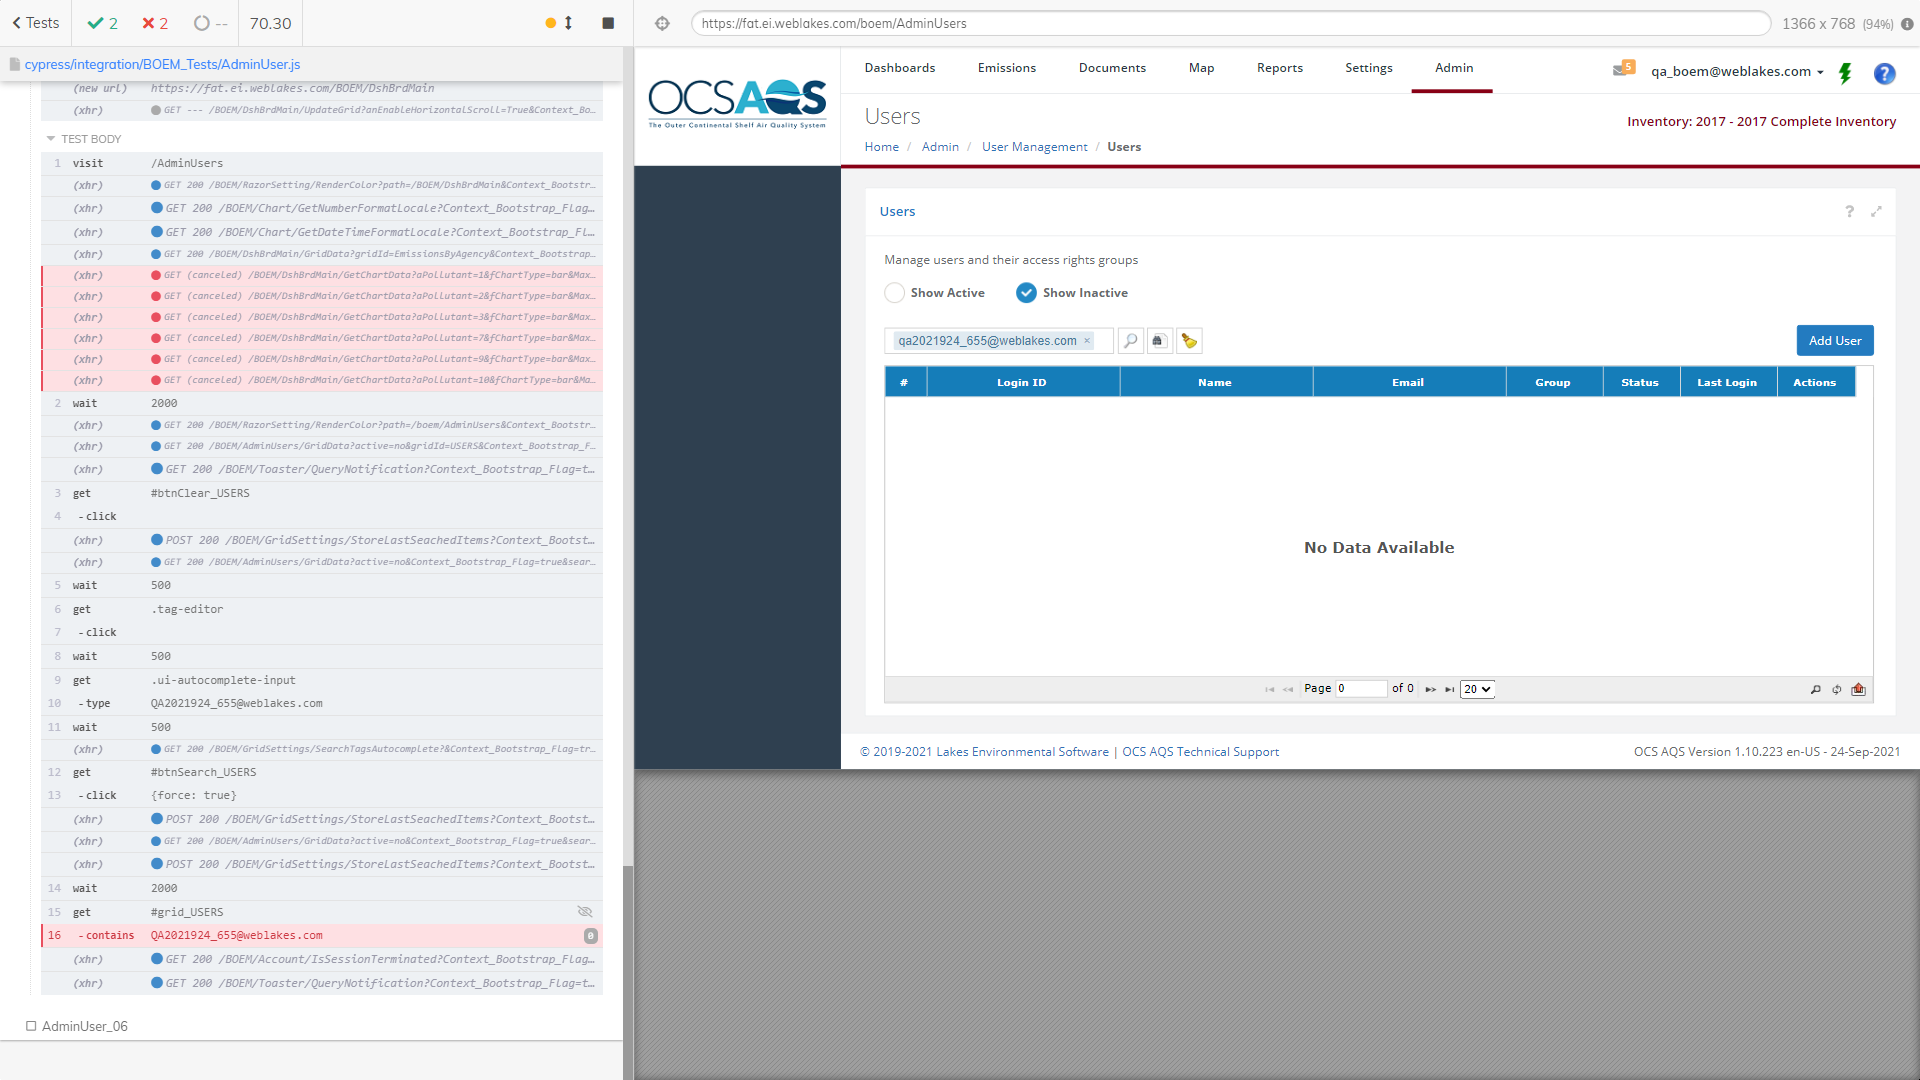 Tests
2
2
--
70.30
cypress/integration/BOEM_Tests/AdminUser.js
(new url) https://fat.ei.weblakes.com/BOEM/DshBrdMain
(xhr) GET --- /BOEM/DshBrdMain/UpdateGrid?anEnableHorizontalScroll=True&Context_Bo...
TEST BODY
1 visit /AdminUsers
(xhr) GET 200 /BOEM/RazorSetting/RenderColor?path=/BOEM/DshBrdMain&Context_Bootstr...
(xhr) GET 200 /BOEM/Chart/GetNumberFormatLocale?Context_Bootstrap_Flag...
(xhr) GET 200 /BOEM/Chart/GetDateTimeFormatLocale?Context_Bootstrap_Fl...
(xhr) GET 200 /BOEM/DshBrdMain/GridData?gridId=EmissionsByAgency&Context_Bootstrap...
(xhr) GET (canceled) /BOEM/DshBrdMain/GetChartData?aPollutant=1&fChartType=bar&Max...
(xhr) GET (canceled) /BOEM/DshBrdMain/GetChartData?aPollutant=2&fChartType=bar&Max...
(xhr) GET (canceled) /BOEM/DshBrdMain/GetChartData?aPollutant=3&fChartType=bar&Max...
(xhr) GET (canceled) /BOEM/DshBrdMain/GetChartData?aPollutant=7&fChartType=bar&Max...
(xhr) GET (canceled) /BOEM/DshBrdMain/GetChartData?aPollutant=9&fChartType=bar&Max...
(xhr) GET (canceled) /BOEM/DshBrdMain/GetChartData?aPollutant=10&fChartType=bar&Ma...
2 wait 2000
(xhr) GET 200 /BOEM/RazorSetting/RenderColor?path=/boem/AdminUsers&Context_Bootstr...
(xhr) GET 200 /BOEM/AdminUsers/GridData?active=no&gridId=USERS&Context_Bootstrap_F...
(xhr) GET 200 /BOEM/Toaster/QueryNotification?Context_Bootstrap_Flag=t...
3 get #btnClear_USERS
4 -click
(xhr) POST 200 /BOEM/GridSettings/StoreLastSeachedItems?Context_Bootst...
(xhr) GET 200 /BOEM/AdminUsers/GridData?active=no&Context_Bootstrap_Flag=true&sear...
5 wait 500
6 get .tag-editor
7 -click
8 wait 500
9 get .ui-autocomplete-input
10 -type QA2021924_655@weblakes.com
11 wait 500
(xhr) GET 200 /BOEM/GridSettings/SearchTagsAutocomplete?&Context_Bootstrap_Flag=tr...
12 get #btnSearch_USERS
13 -click {force: true}
(xhr) POST 200 /BOEM/GridSettings/StoreLastSeachedItems?Context_Bootst...
(xhr) GET 200 /BOEM/AdminUsers/GridData?active=no&Context_Bootstrap_Flag=true&sear...
(xhr) POST 200 /BOEM/GridSettings/StoreLastSeachedItems?Context_Bootst...
14 wait 2000
15 get #grid_USERS
16 -contains QA2021924_655@weblakes.com 0
(xhr) GET 200 /BOEM/Account/IsSessionTerminated?Context_Bootstrap_Flag...
(xhr) GET 200 /BOEM/Toaster/QueryNotification?Context_Bootstrap_Flag=t...
AdminUser_06
https://fat.ei.weblakes.com/boem/AdminUsers
1366 x 768 (94%)
OCSAQS
The Outer Continental Shelf Air Quality System
Dashboards Emissions Documents Map Reports Settings Admin
5 qa_boem@weblakes.com ?
Users
Inventory: 2017 - 2017 Complete Inventory
Home / Admin / User Management / Users
Users
?
Manage users and their access rights groups
Show Active Show Inactive
qa2021924_655@weblakes.com ×
Add User
# Login ID Name Email Group Status Last Login Actions
No Data Available
Page 0 of 0 20
© 2019-2021 Lakes Environmental Software | OCS AQS Technical Support
OCS AQS Version 1.10.223 en-US - 24-Sep-2021